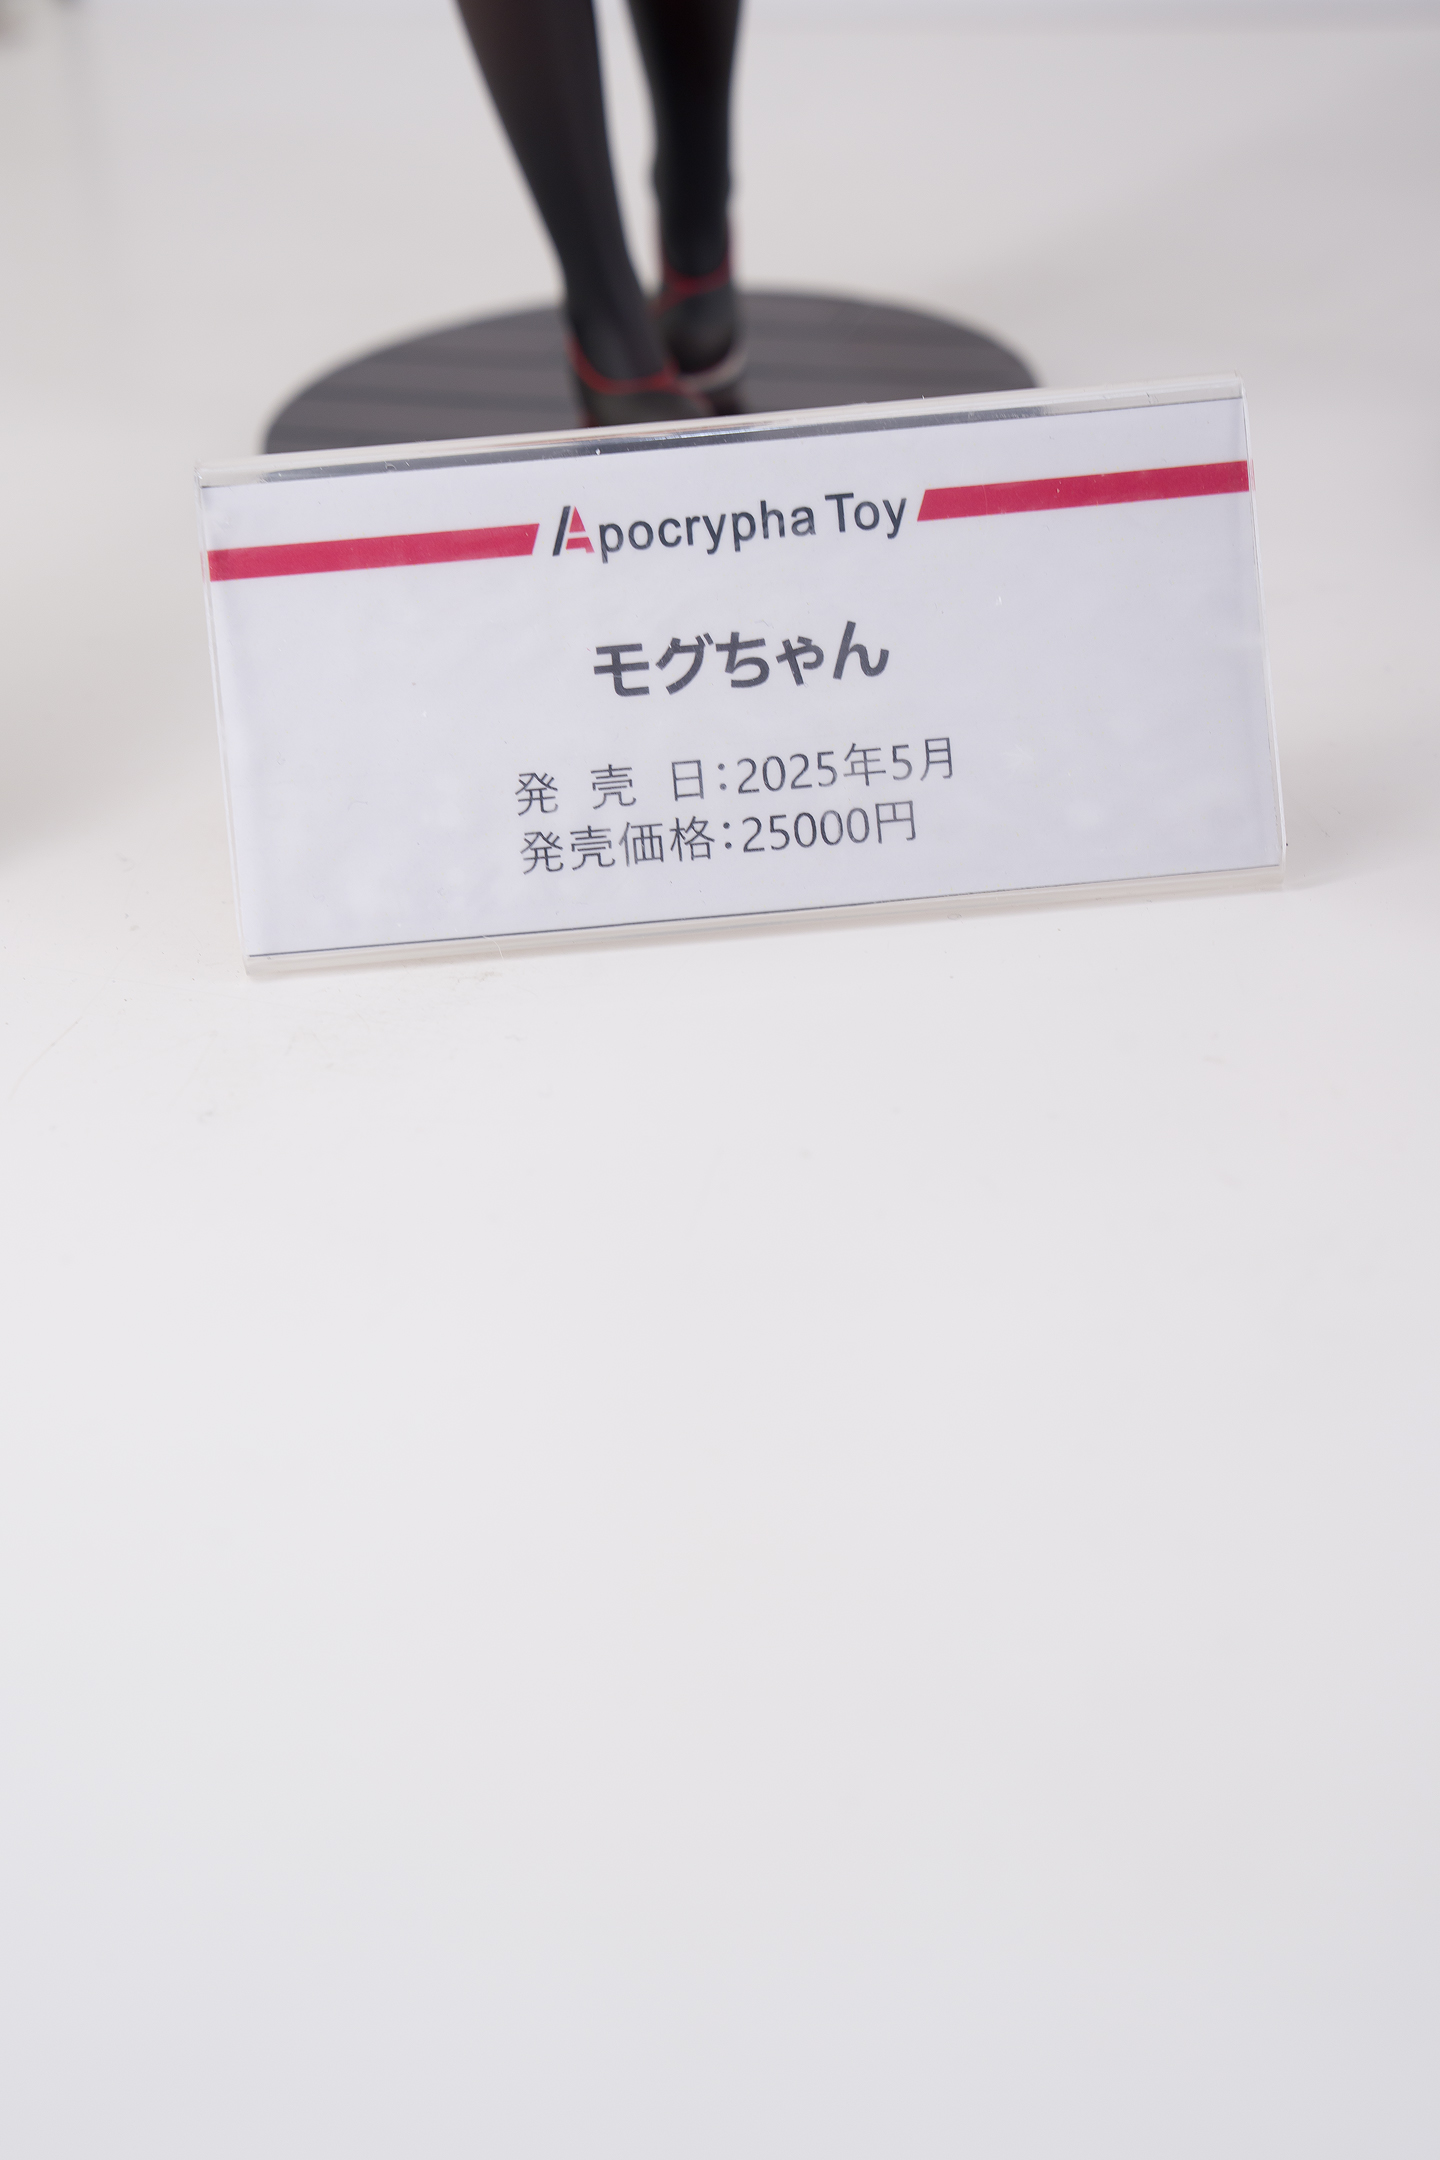 Apocrypha Toy
モグちゃん
発 売 日：2025年5月
発売価格：25000円